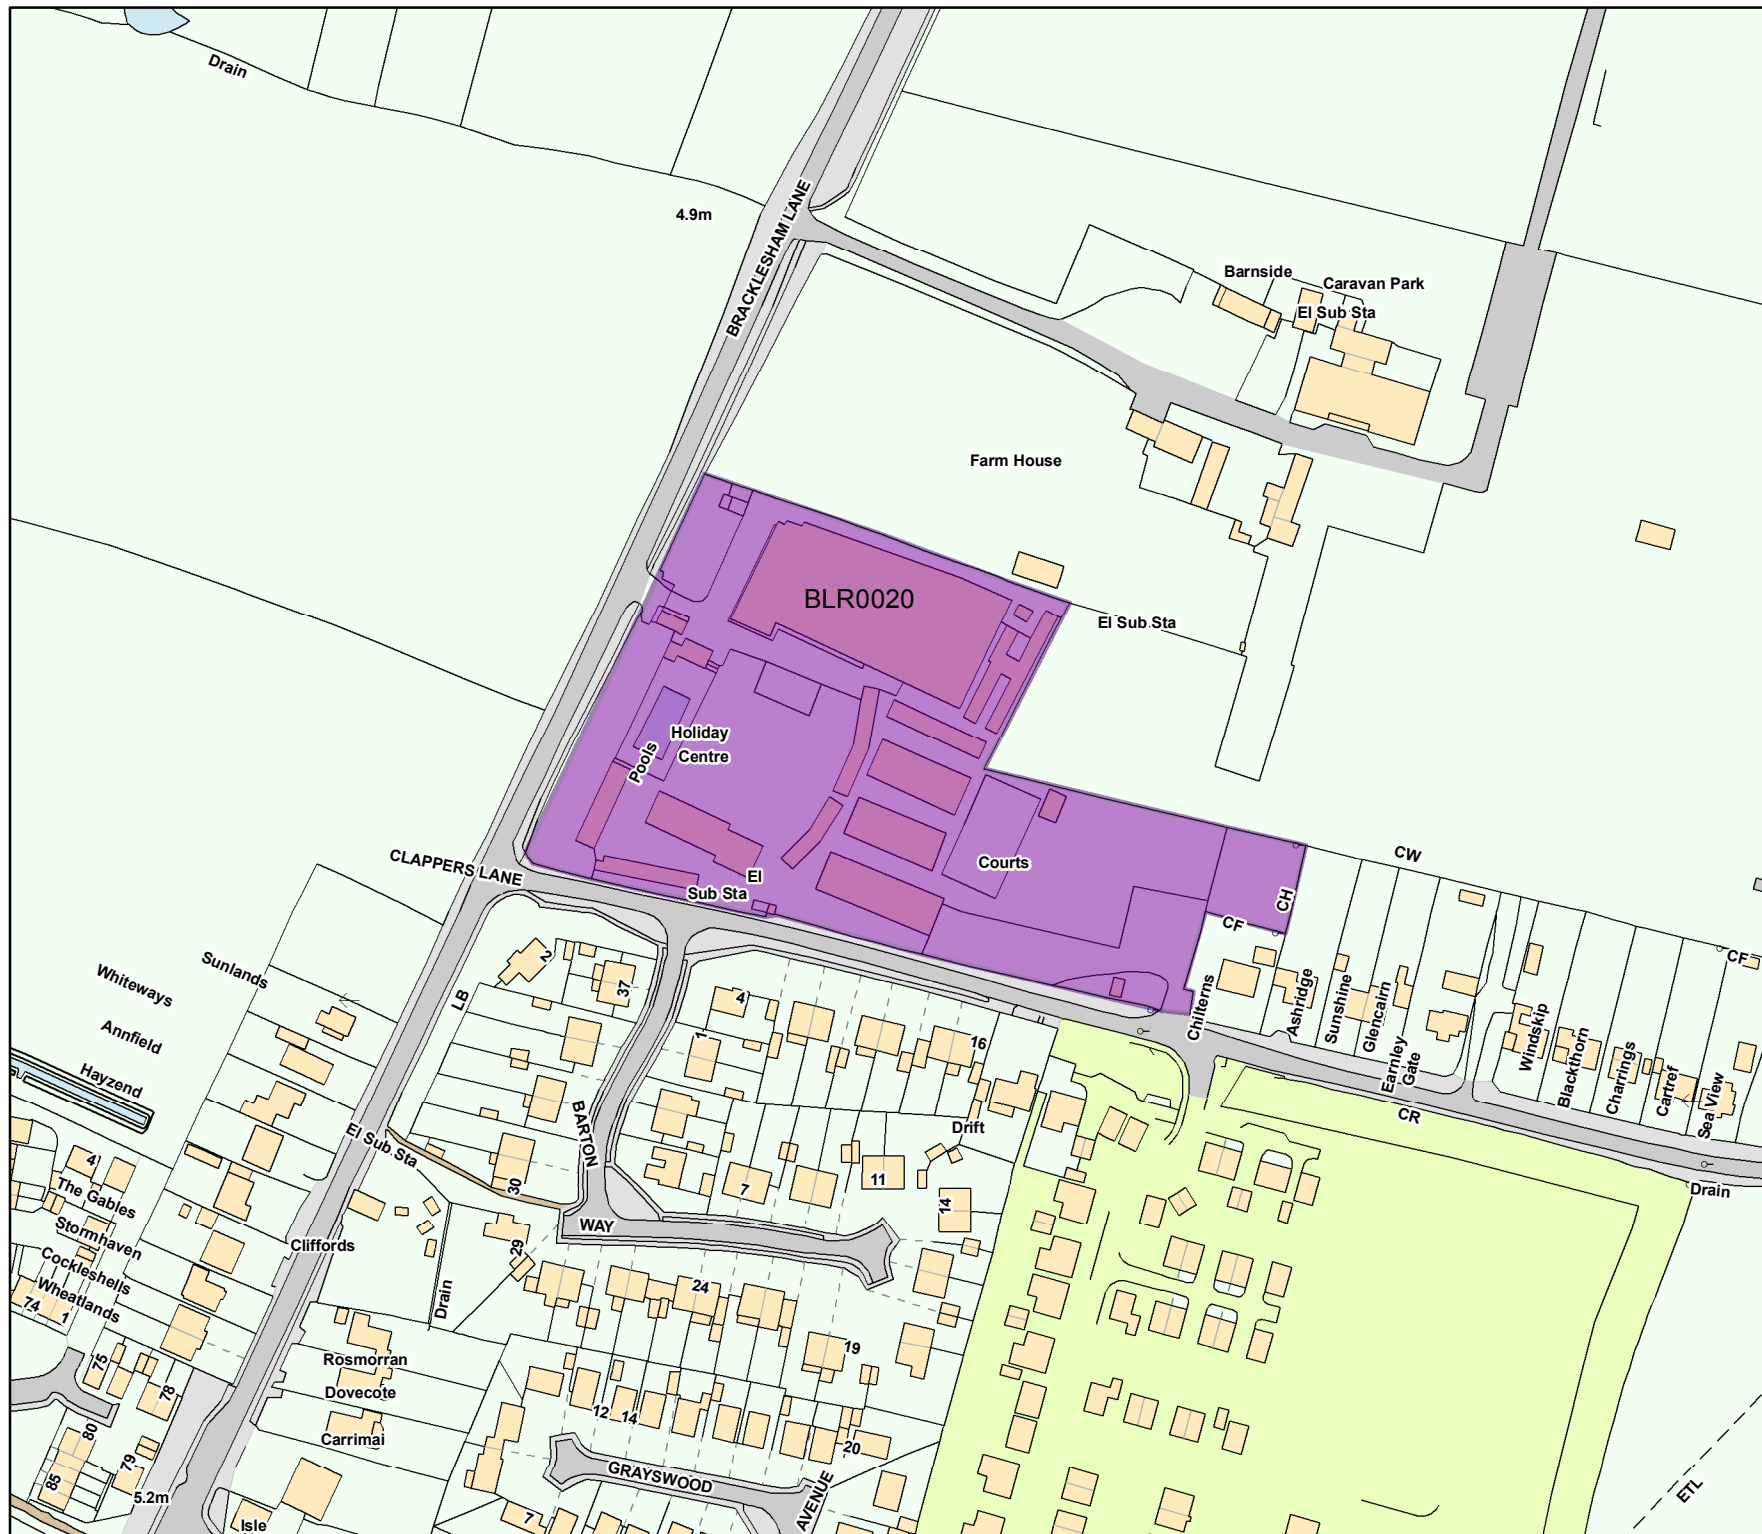 Drain
4.9m
BRACKLESHAM LANE
Barnside
Caravan Park
El Sub Sta
Farm House
BLR0020
El Sub Sta
Holiday
Centre
Pools
CLAPPERS LANE
Courts
El
Sub Sta
CW
CH
CF
CF
Whiteways
Sunlands
Annfield
Hayzend
LB
2
37
4
1
16
Chilterns
Ashridge
Sunshine
Glencairn
Earnley
Gate
Windskip
Blackthorn
Charrings
Cartref
Sea View
CR
Drain
El Sub Sta
BARTON
WAY
30
29
7
11
14
Drift
4
The Gables
Stormhaven
Cockleshells
Wheatlands
74
1
Cliffords
Drain
24
19
75
78
80
79
85
5.2m
Rosmorran
Dovecote
Carrimai
12
14
20
GRAYSWOOD
AVENUE
7
Isle
ETL